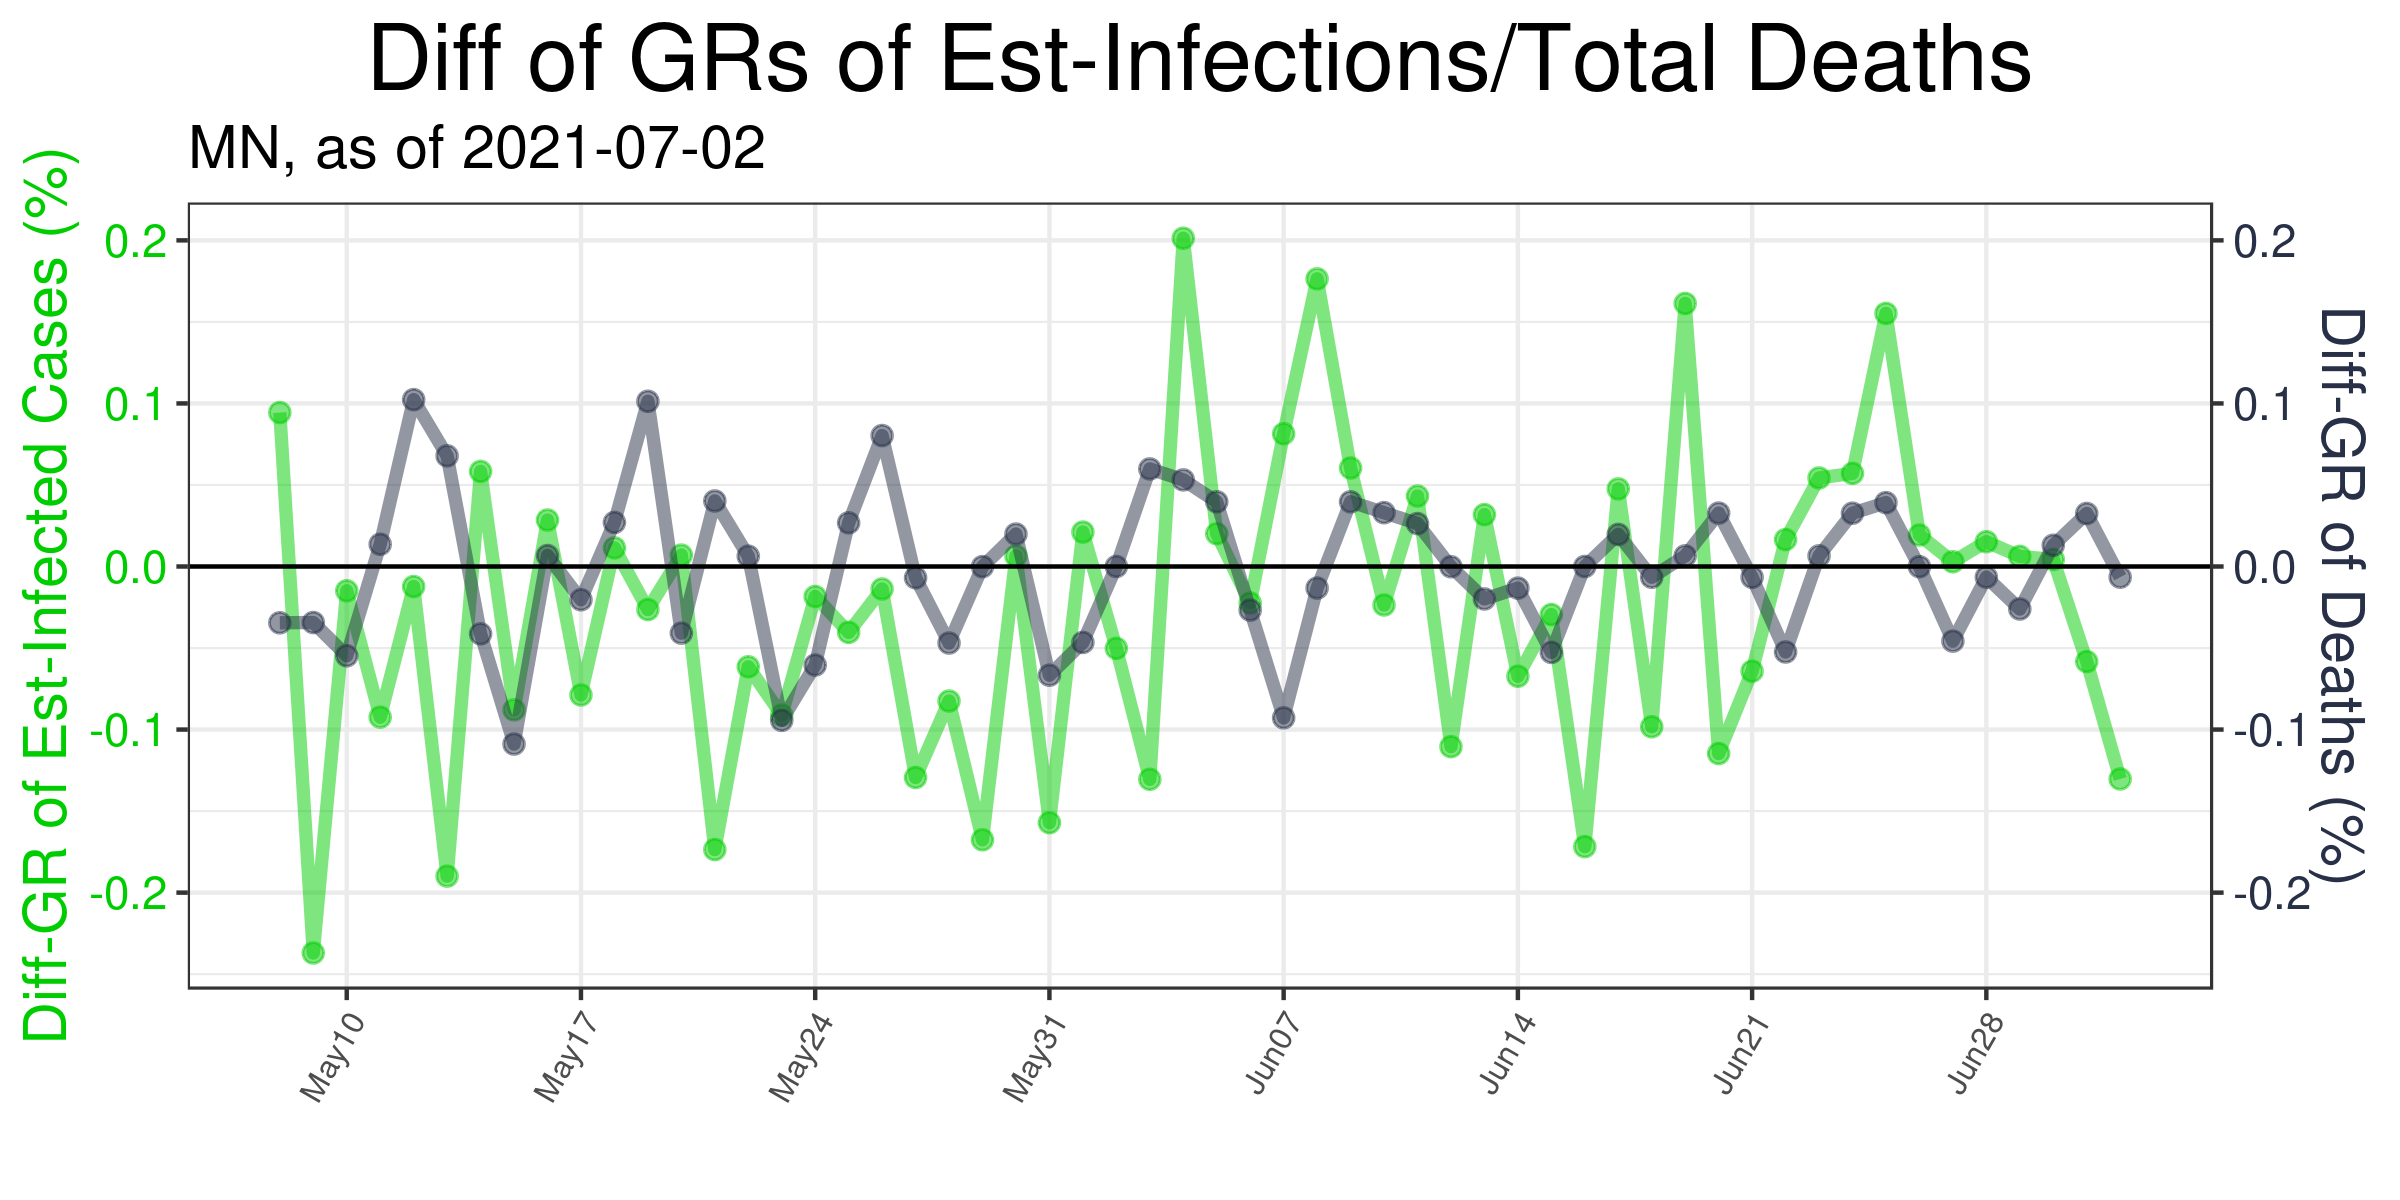 Diff of GRs of Est-Infections/Total Deaths
MN, as of 2021-07-02
Diff-GR of Est-Infected Cases (%)
0.2
0.1
0.0
-0.1
-0.2
0.2
0.1
0.0
-0.1
-0.2
Diff-GR of Deaths (%)
May10
May17
May24
May31
Jun07
Jun14
Jun21
Jun28